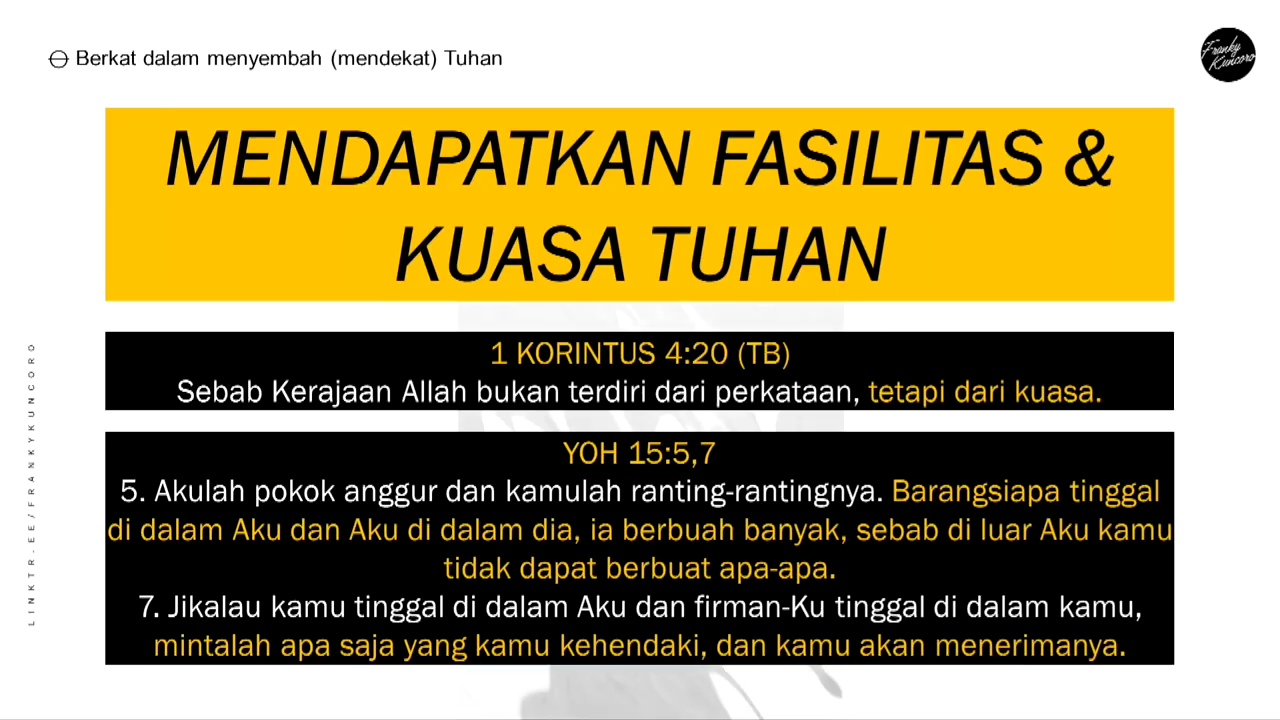 Berkat dalam menyembah (mendekat) Tuhan
Franky
Kuncoro
MENDAPATKAN FASILITAS &
KUASA TUHAN
1 KORINTUS 4:20 (TB)
Sebab Kerajaan Allah bukan terdiri dari perkataan, tetapi dari kuasa.
YOH 15:5,7
5. Akulah pokok anggur dan kamulah ranting-rantingnya. Barangsiapa tinggal
di dalam Aku dan Aku di dalam dia, ia berbuah banyak, sebab di luar Aku kamu
tidak dapat berbuat apa-apa.
7. Jikalau kamu tinggal di dalam Aku dan firman-Ku tinggal di dalam kamu,
mintalah apa saja yang kamu kehendaki, dan kamu akan menerimanya.
LINKTR.EE/FRANKYKUNCORO